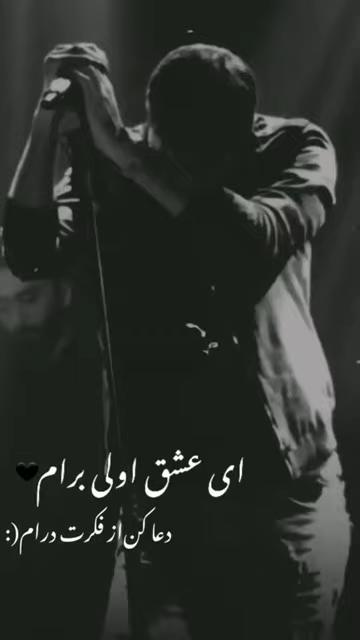 ای عشق اولی برام🖤
دعا کن از فکرت درام(: